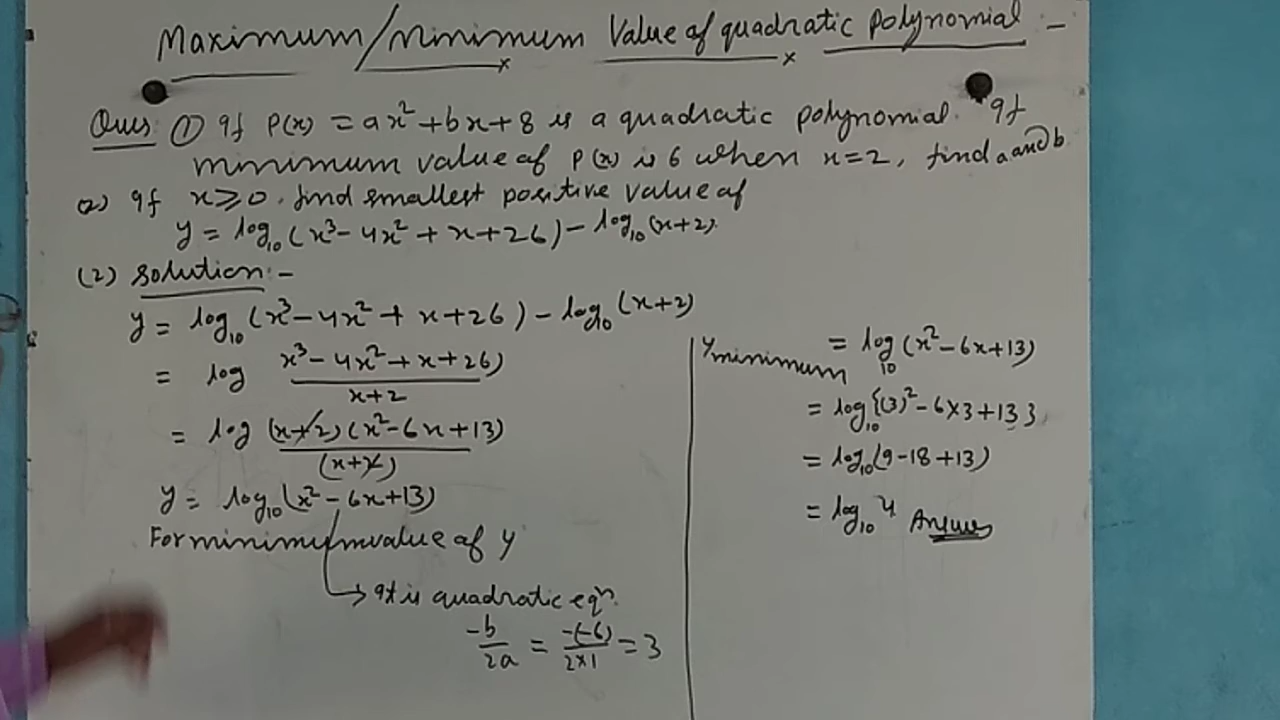 Maximum/Minimum Value of quadratic polynomial -
Ques: ① If P(x) = ax² + bx + 8 is a quadratic polynomial. If
minimum value of P(x) is 6 when x = 2, find a and b
2) If x ⩾ 0. find smallest positive value of
y = log₁₀ (x³ - 4x² + x + 26) - log₁₀ (x+2).
(2) Solution: -
y = log₁₀ (x³ - 4x² + x + 26) - log₁₀ (x+2)
= log x³ - 4x² + x + 26) / x+2
= log (x+2) (x² - 6x + 13) / (x+2)
y = log₁₀ (x² - 6x + 13)
For minimum value of y
→ It is quadratic eqⁿ.
-b/2a = -(-6)/2×1 = 3
y minimum = log₁₀ (x² - 6x + 13)
= log₁₀ {(3)² - 6×3 + 13}
= log₁₀ (9 - 18 + 13)
= log₁₀ 4 Answer